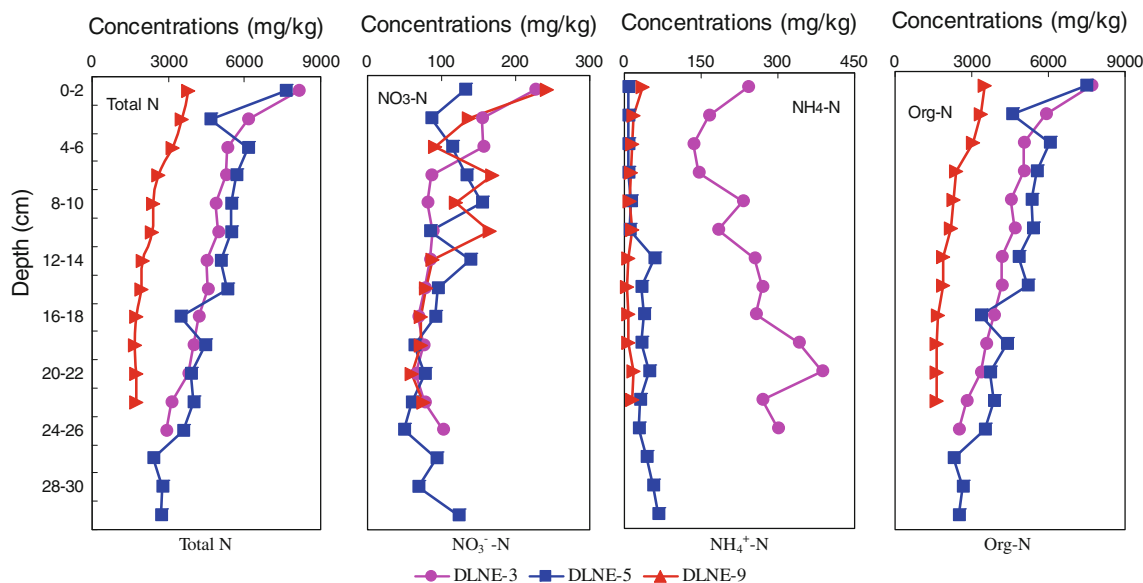 Concentrations (mg/kg) Concentrations (mg/kg) Concentrations (mg/kg) Concentrations (mg/kg)
0 3000 6000 9000 0 100 200 300 0 150 300 450 0 3000 6000 9000
Total N NO3-N NH4-N Org-N
Depth (cm)
0-2
4-6
8-10
12-14
16-18
20-22
24-26
28-30
Total N NO₃⁻-N NH₄⁺-N Org-N
DLNE-3 DLNE-5 DLNE-9